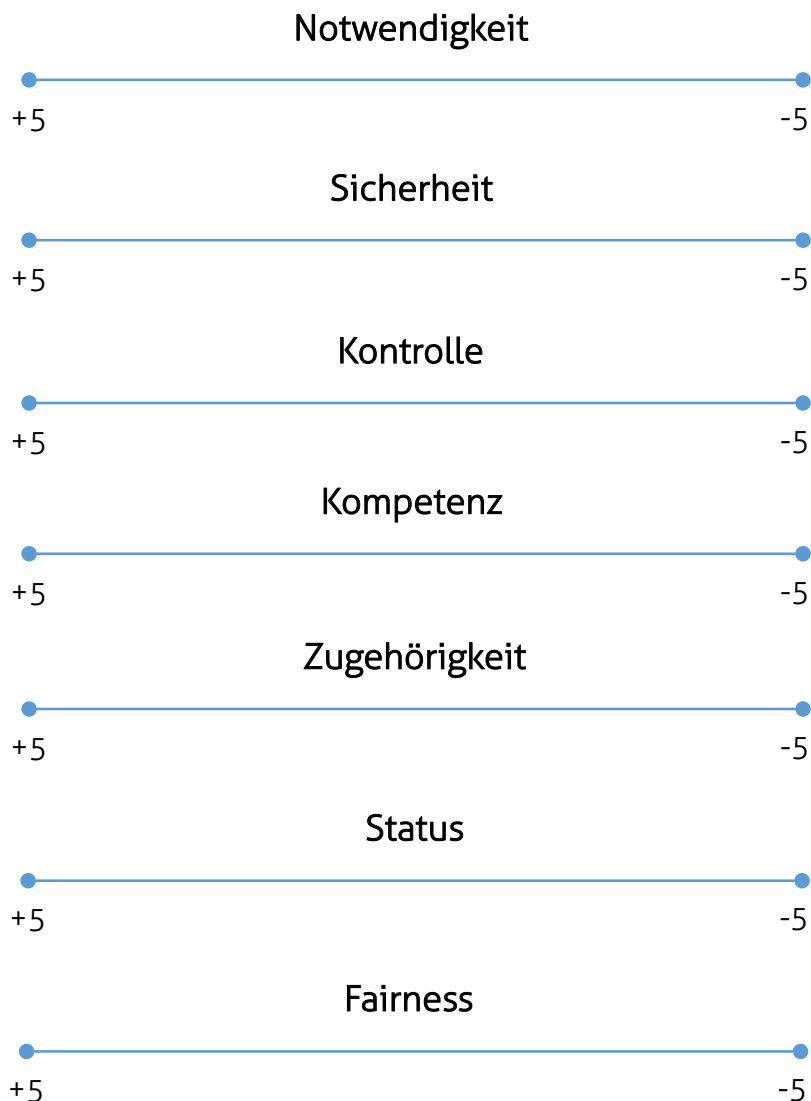 Notwendigkeit
+5 -5
Sicherheit
+5 -5
Kontrolle
+5 -5
Kompetenz
+5 -5
Zugehörigkeit
+5 -5
Status
+5 -5
Fairness
+5 -5